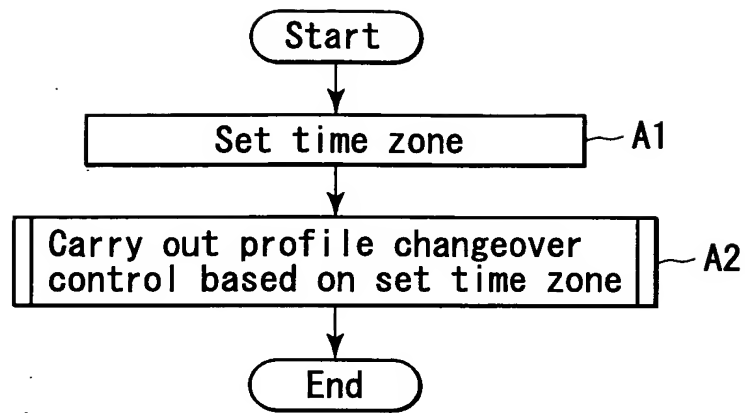 Start
Set time zone
A1
Carry out profile changeover
control based on set time zone
A2
End